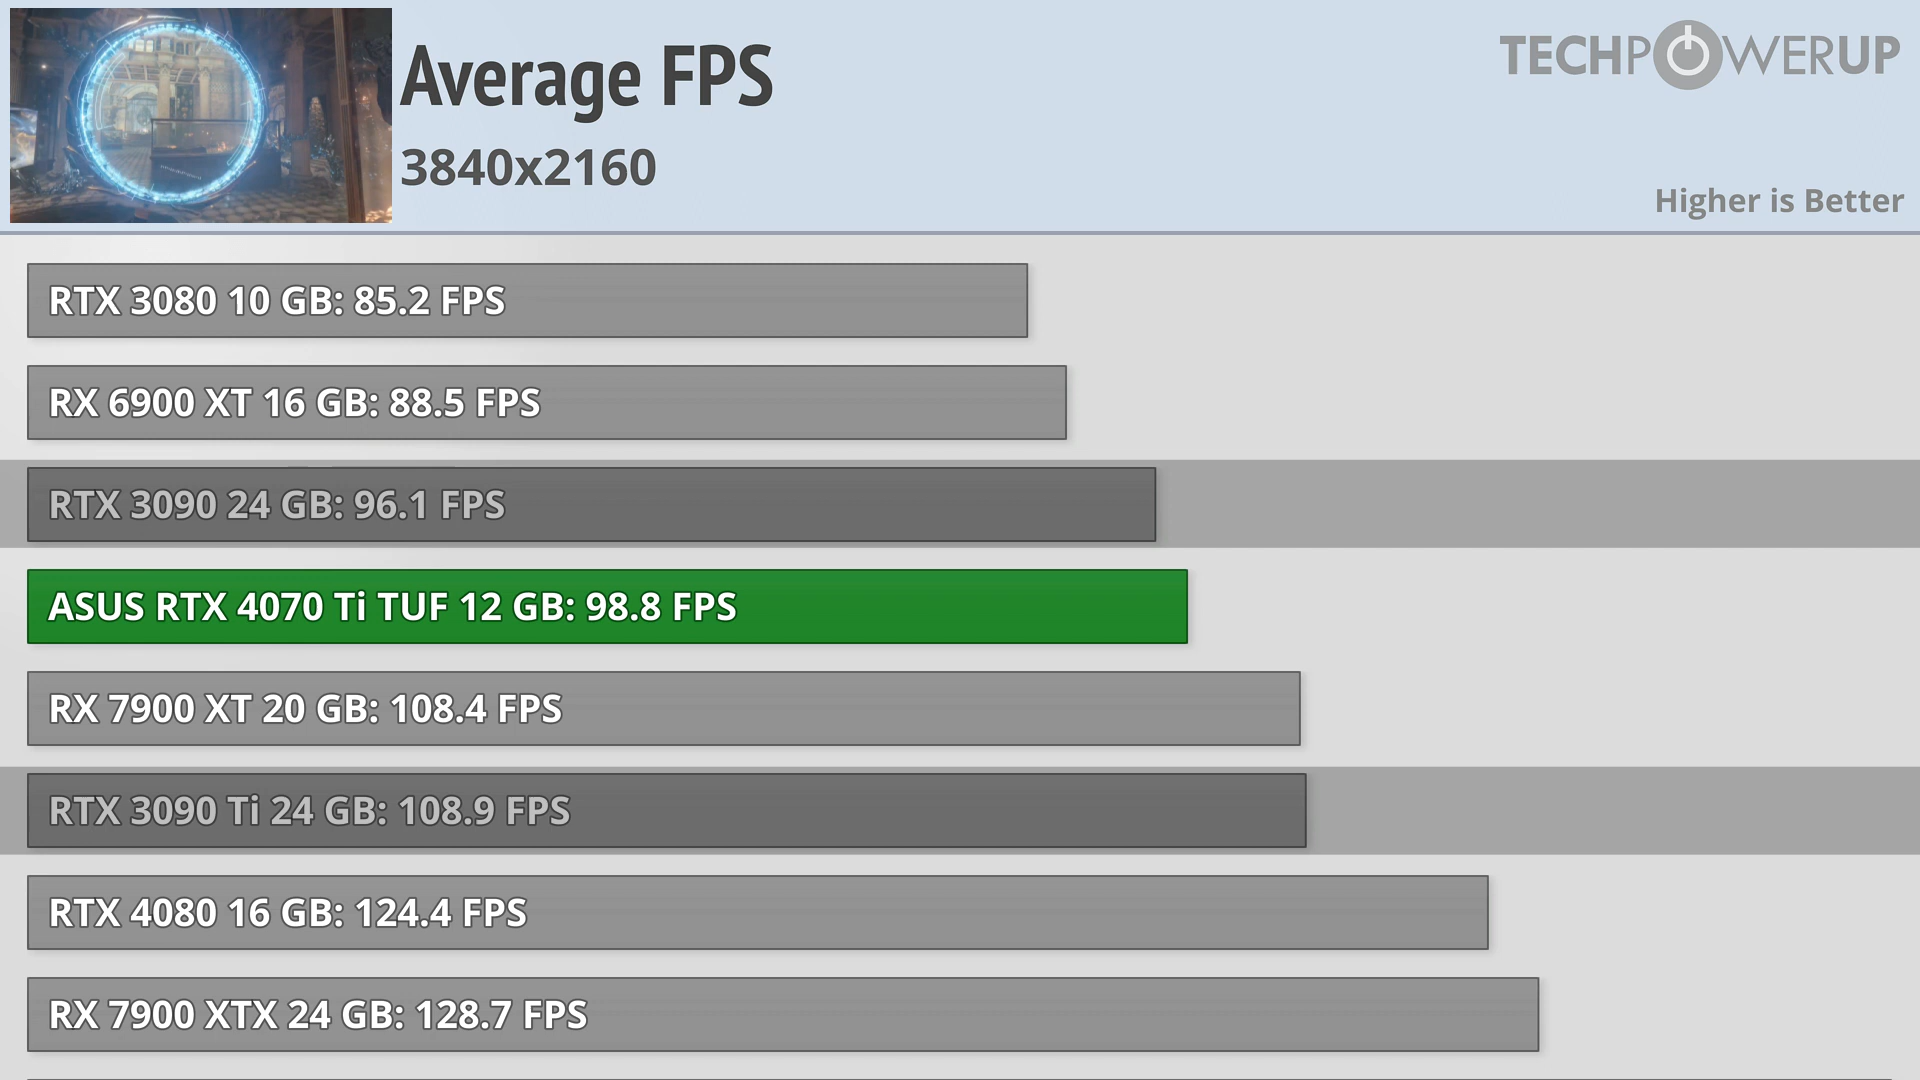 Average FPS
TECHPOWERUP
3840x2160
Higher is Better
RTX 3080 10 GB: 85.2 FPS
RX 6900 XT 16 GB: 88.5 FPS
RTX 3090 24 GB: 96.1 FPS
ASUS RTX 4070 Ti TUF 12 GB: 98.8 FPS
RX 7900 XT 20 GB: 108.4 FPS
RTX 3090 Ti 24 GB: 108.9 FPS
RTX 4080 16 GB: 124.4 FPS
RX 7900 XTX 24 GB: 128.7 FPS